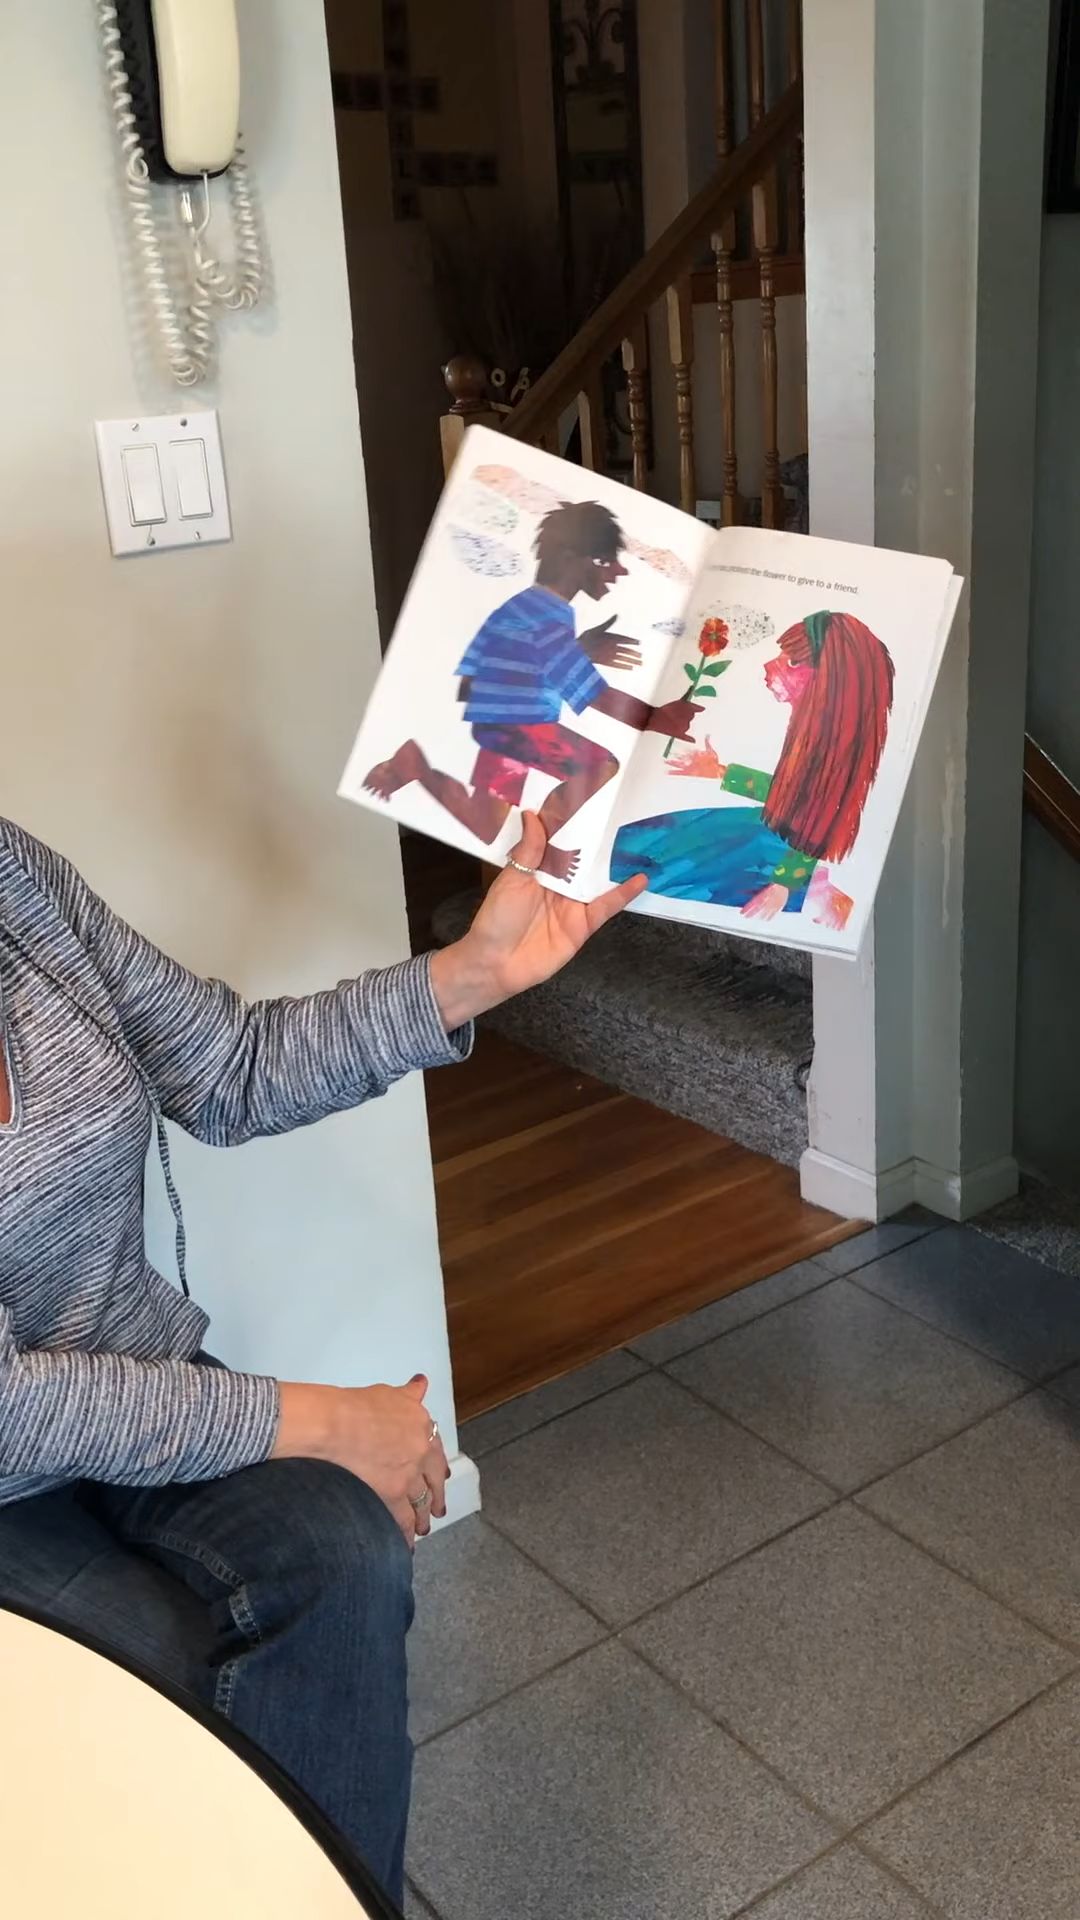 picked the flower to give to a friend.